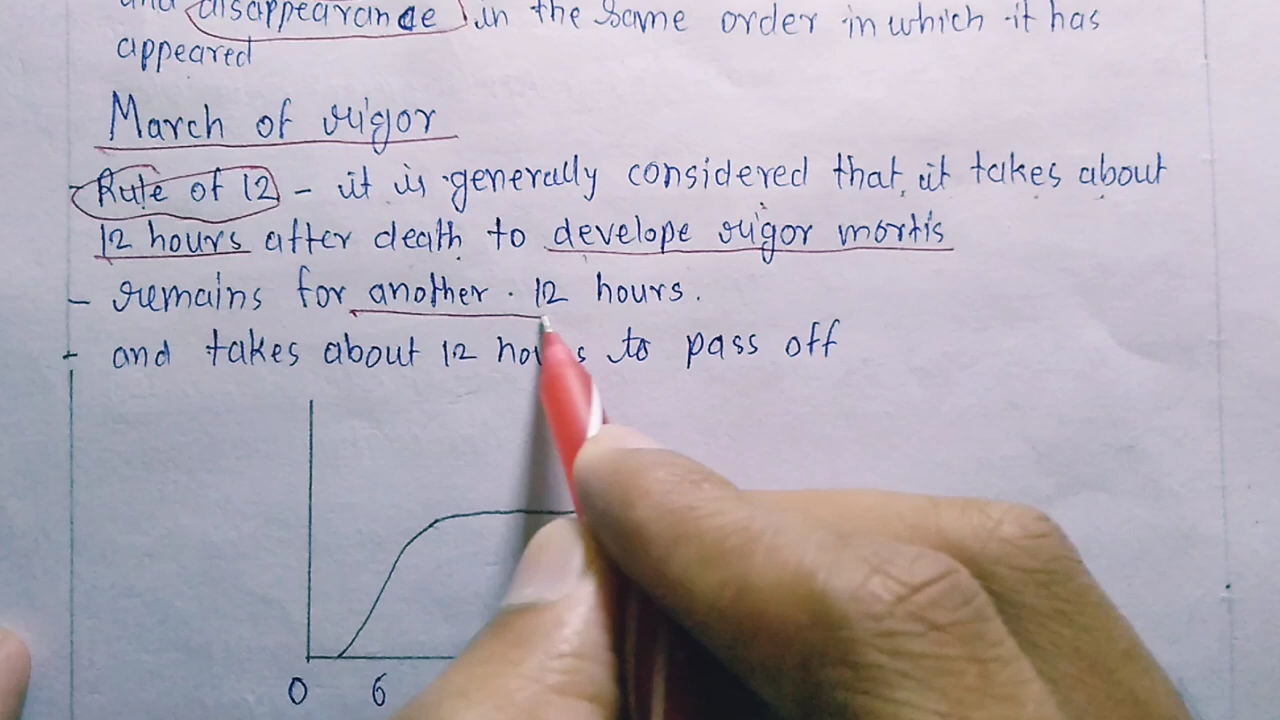 and disappearance in the same order in which it has
appeared
March of rigor
- Rule of 12 - it is generally considered that it takes about
12 hours after death to develope rigor mortis
- remains for another 12 hours.
- and takes about 12 hours to pass off
0 6